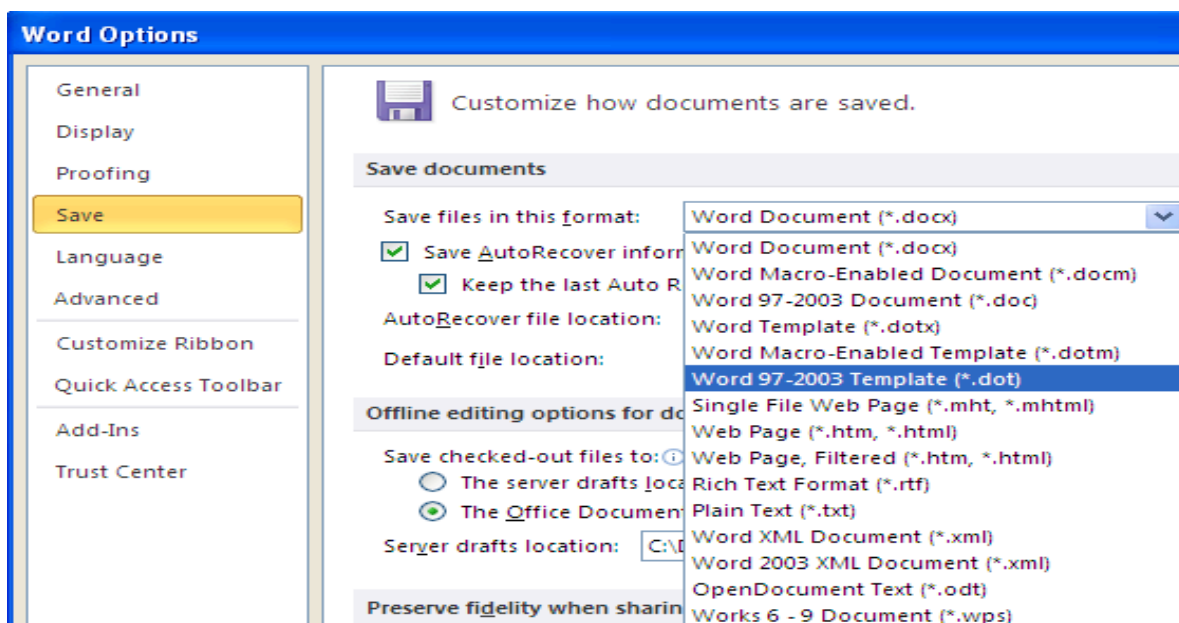 Word Options
General
Display
Proofing
Save
Language
Advanced
Customize Ribbon
Quick Access Toolbar
Add-Ins
Trust Center
Customize how documents are saved.
Save documents
Save files in this format: Word Document (*.docx)
Save AutoRecover inforr
Keep the last Auto R
AutoRecover file location:
Default file location:
Word Document (*.docx)
Word Macro-Enabled Document (*.docm)
Word 97-2003 Document (*.doc)
Word Template (*.dotx)
Word Macro-Enabled Template (*.dotm)
Word 97-2003 Template (*.dot)
Single File Web Page (*.mht, *.mhtml)
Web Page (*.htm, *.html)
Web Page, Filtered (*.htm, *.html)
Rich Text Format (*.rtf)
Plain Text (*.txt)
Word XML Document (*.xml)
Word 2003 XML Document (*.xml)
OpenDocument Text (*.odt)
Works 6 - 9 Document (*.wps)
Offline editing options for do
Save checked-out files to:
The server drafts loca
The Office Document
Server drafts location: C:\D
Preserve fidelity when sharin